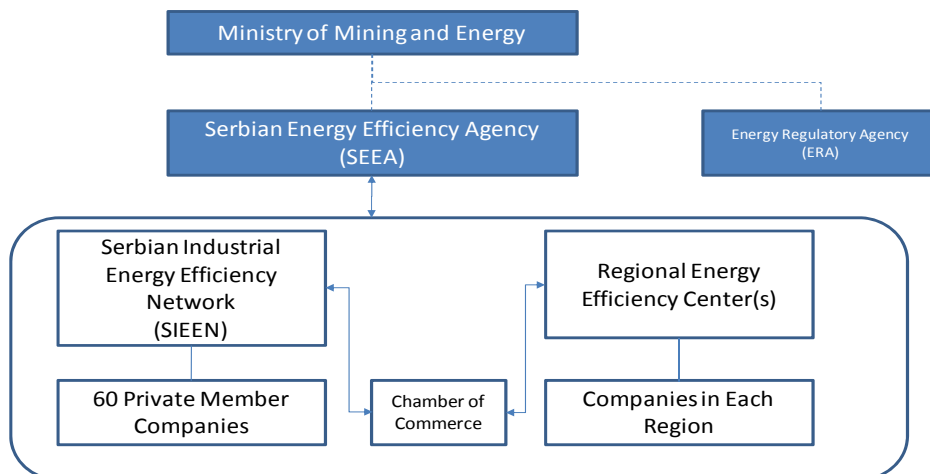 Ministry of Mining and Energy
Serbian Energy Efficiency Agency
(SEEA)
Energy Regulatory Agency
(ERA)
Serbian Industrial
Energy Efficiency
Network
(SIEEN)
Regional Energy
Efficiency Center(s)
60 Private Member
Companies
Chamber of
Commerce
Companies in Each
Region